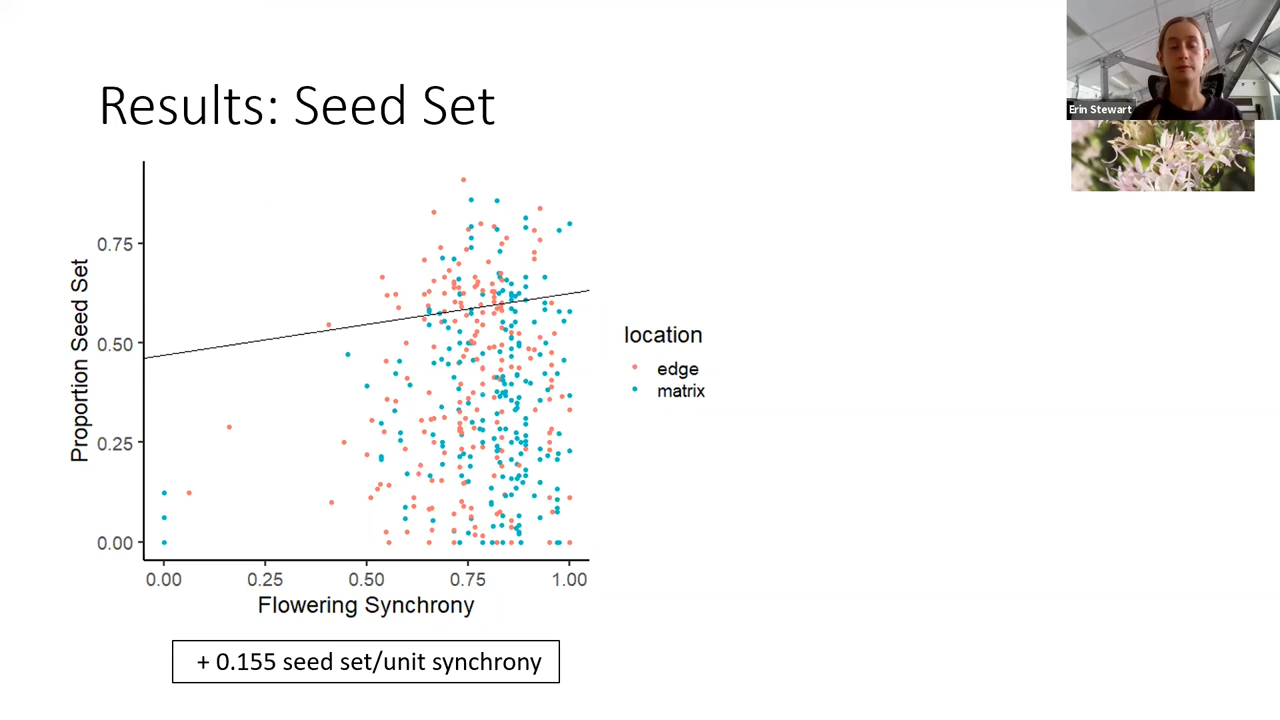 Results: Seed Set
Erin Stewart
Proportion Seed Set
0.75
0.50
0.25
0.00
0.00 0.25 0.50 0.75 1.00
Flowering Synchrony
location
edge
matrix
+ 0.155 seed set/unit synchrony